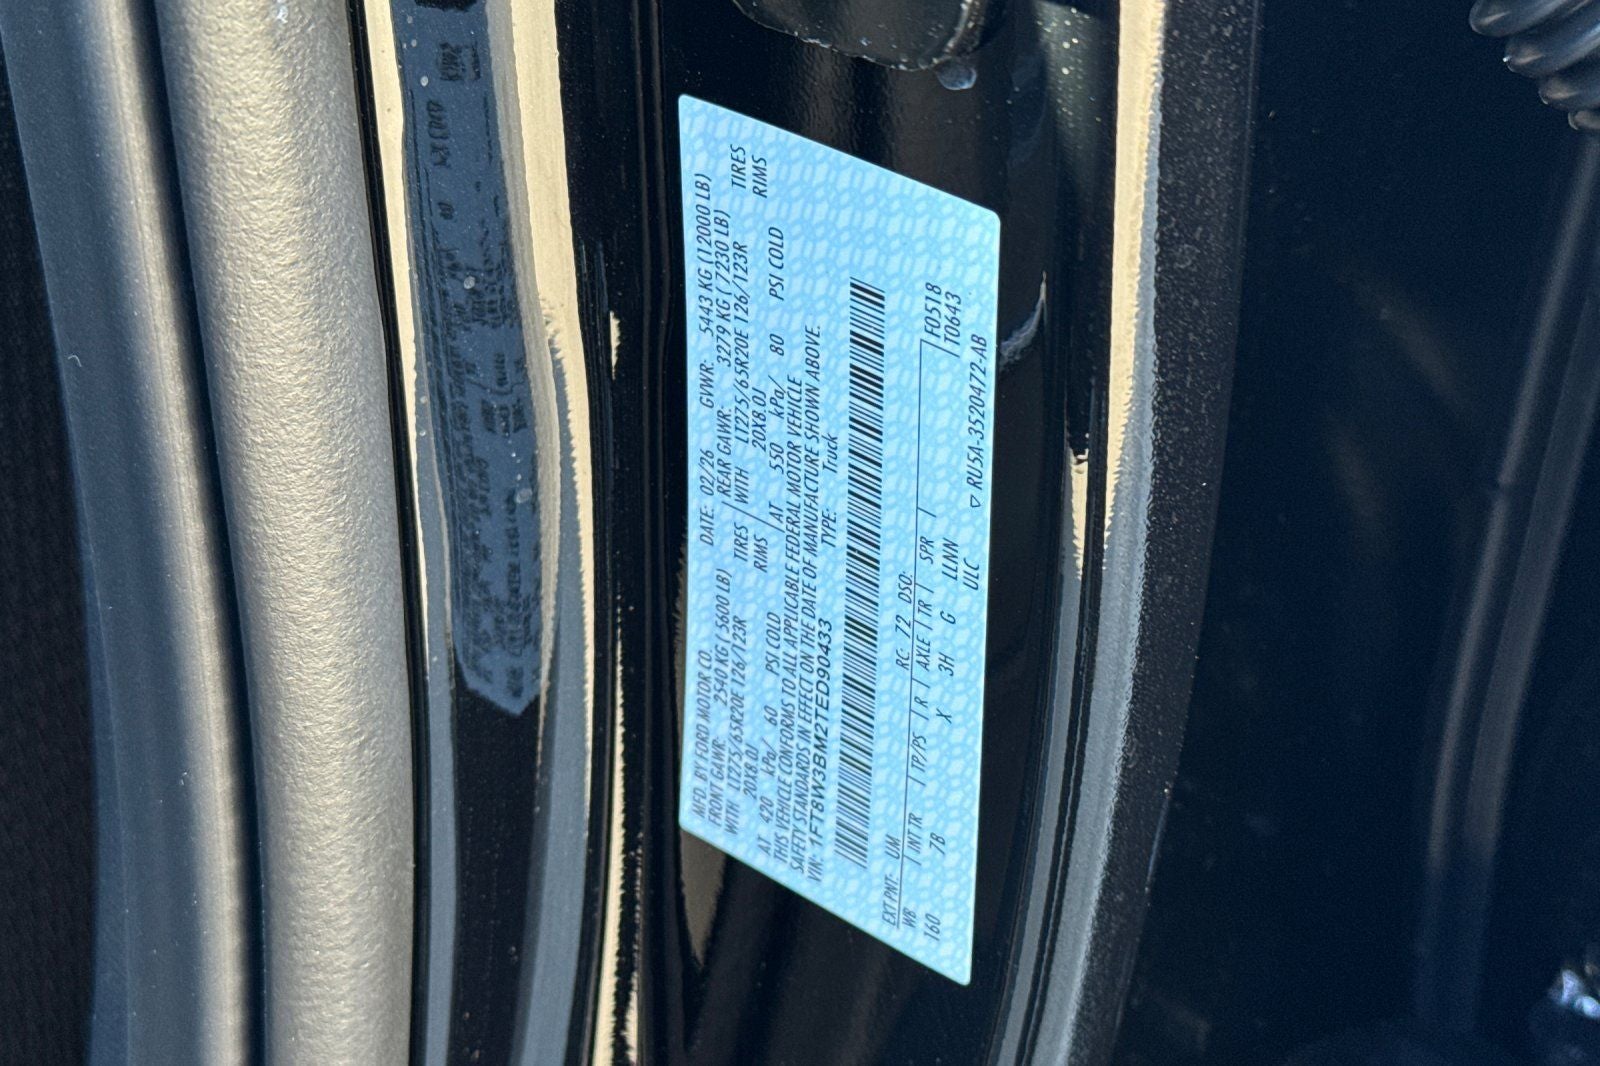 MFD. BY FORD MOTOR CO.
DATE: 02/26 GVWR: 5443 KG (12000 LB)
FRONT GAWR: 2540 KG (5600 LB) REAR GAWR: 3279 KG (7230 LB)
WITH LT275/65R20E 126/123R TIRES WITH LT275/65R20E 126/123R TIRES
20X8.0J RIMS 20X8.0J RIMS
AT 420 kPa/ 60 PSI COLD AT 550 kPa/ 80 PSI COLD
THIS VEHICLE CONFORMS TO ALL APPLICABLE FEDERAL MOTOR VEHICLE
SAFETY STANDARDS IN EFFECT ON THE DATE OF MANUFACTURE SHOWN ABOVE.
VIN: 1FT8W3BM2TED90433 TYPE: Truck
EXT PNT: UM RC: 72 DSO: F0518
WB INT TR TP/PS R AXLE TR SPR T0643
160 7B X 3H G LLMN
ULC ▽ RU5A-3520472-AB